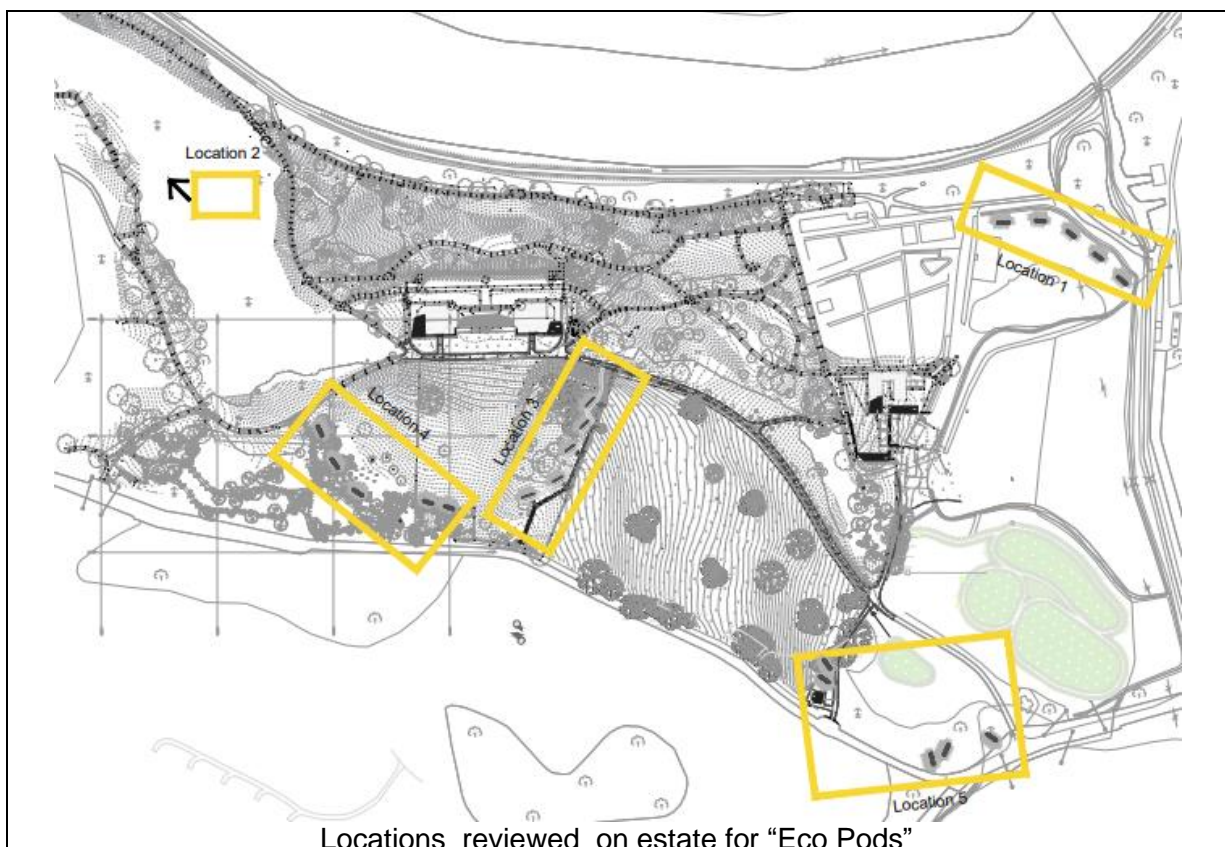 Location 2
Location 1
Location 3
Location 4
Location 5
Locations reviewed on estate for “Eco Pods”